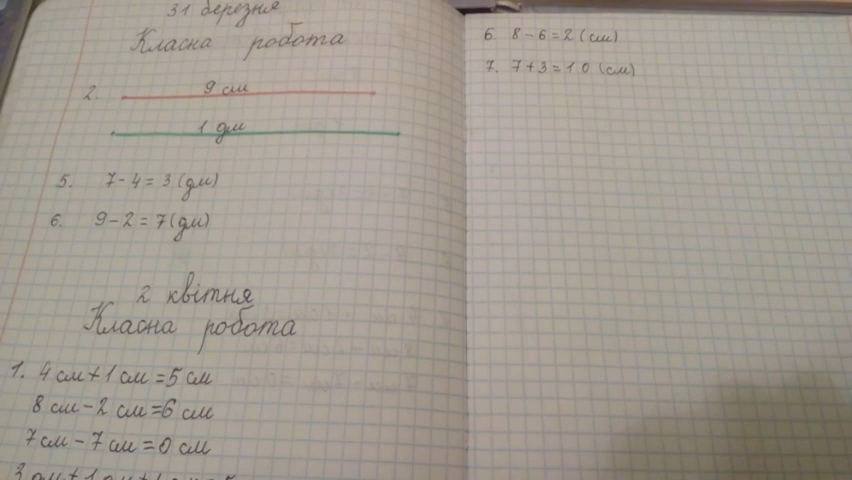 31 березня
Класна робота
2. 9 см
1 дм
5. 7-4=3 (дм)
6. 9-2=7 (дм)
2 квітня
Класна робота
1. 4 см+1 см=5 см
8 см-2 см=6 см
7 см-7 см=0 см
6. 8-6=2 (см)
7. 7+3=10 (см)